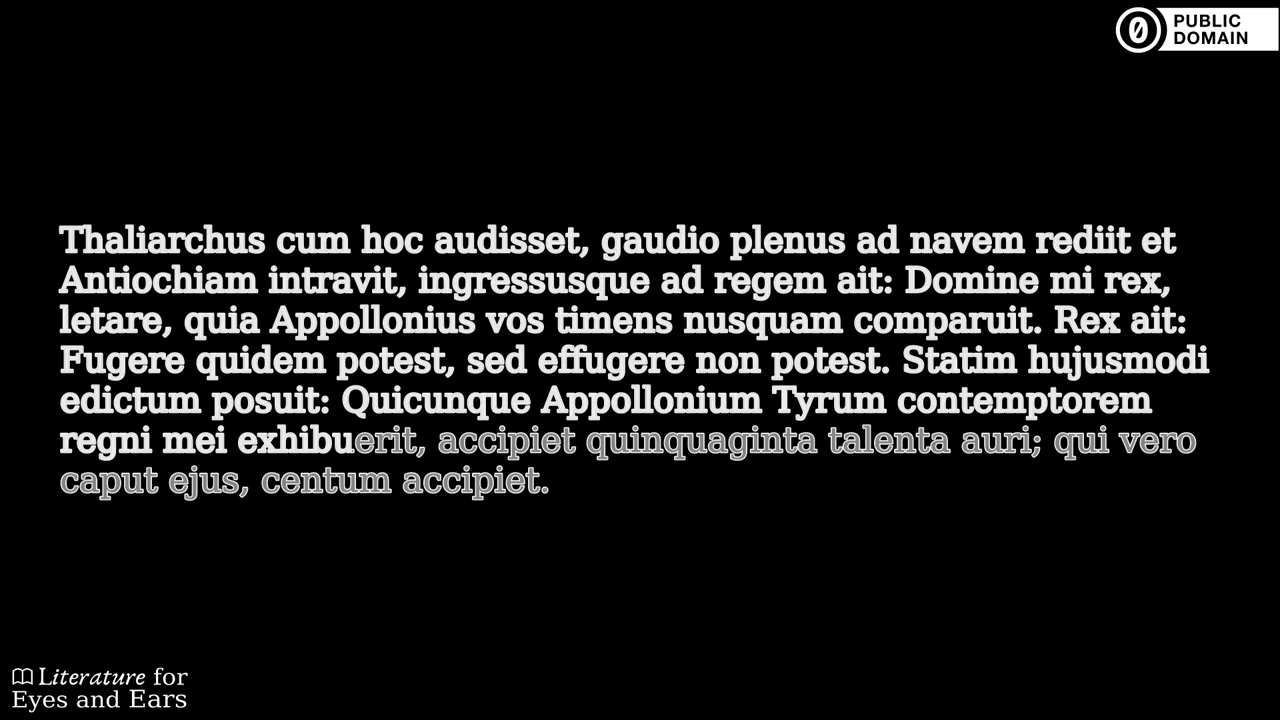 PUBLIC
DOMAIN
Thaliarchus cum hoc audisset, gaudio plenus ad navem rediit et
Antiochiam intravit, ingressusque ad regem ait: Domine mi rex,
letare, quia Appollonius vos timens nusquam comparuit. Rex ait:
Fugere quidem potest, sed effugere non potest. Statim hujusmodi
edictum posuit: Quicunque Appollonium Tyrum contemptorem
regni mei exhibuerit, accipiet quinquaginta talenta auri; qui vero
caput ejus, centum accipiet.
Literature for
Eyes and Ears